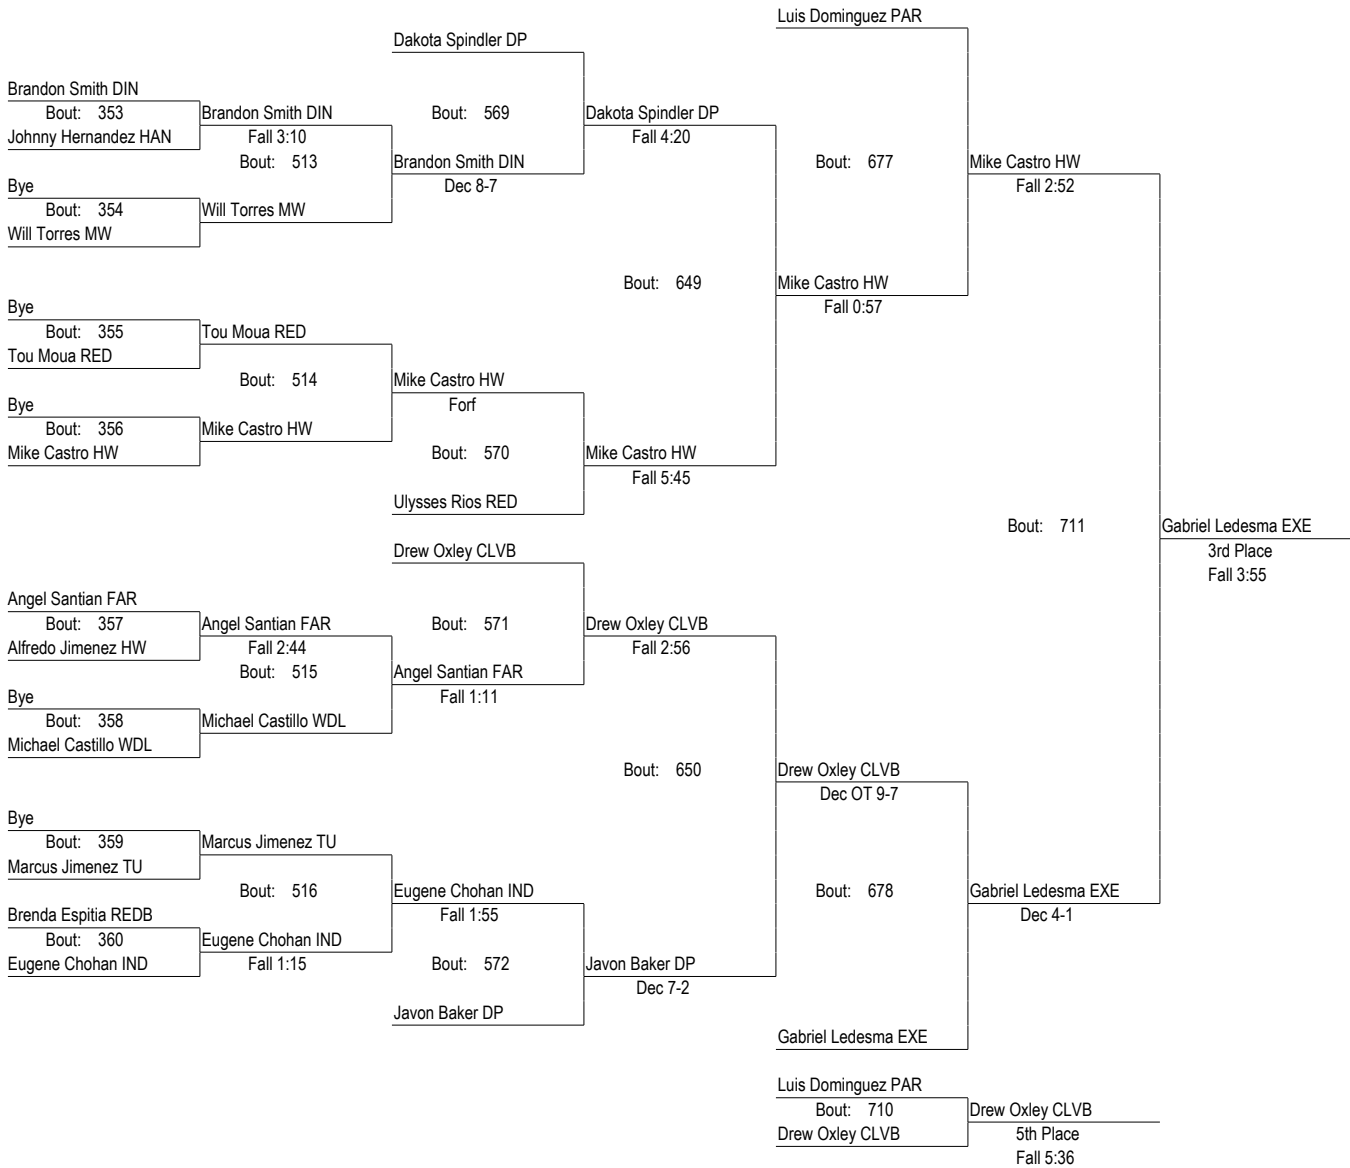 Luis Dominguez PAR
Dakota Spindler DP
Brandon Smith DIN
Bout: 353
Brandon Smith DIN
Bout: 569
Dakota Spindler DP
Johnny Hernandez HAN
Fall 3:10
Fall 4:20
Bout: 513
Brandon Smith DIN
Bout: 677
Mike Castro HW
Bye
Dec 8-7
Fall 2:52
Bout: 354
Will Torres MW
Will Torres MW
Bout: 649
Mike Castro HW
Bye
Fall 0:57
Bout: 355
Tou Moua RED
Tou Moua RED
Bout: 514
Mike Castro HW
Bye
Forf
Bout: 356
Mike Castro HW
Mike Castro HW
Bout: 570
Mike Castro HW
Fall 5:45
Ulysses Rios RED
Bout: 711
Gabriel Ledesma EXE
Drew Oxley CLVB
3rd Place
Fall 3:55
Angel Santian FAR
Bout: 357
Angel Santian FAR
Bout: 571
Drew Oxley CLVB
Alfredo Jimenez HW
Fall 2:44
Fall 2:56
Bout: 515
Angel Santian FAR
Bye
Fall 1:11
Bout: 358
Michael Castillo WDL
Michael Castillo WDL
Bout: 650
Drew Oxley CLVB
Dec OT 9-7
Bye
Bout: 359
Marcus Jimenez TU
Marcus Jimenez TU
Bout: 516
Eugene Chohan IND
Bout: 678
Gabriel Ledesma EXE
Brenda Espitia REDB
Fall 1:55
Dec 4-1
Bout: 360
Eugene Chohan IND
Eugene Chohan IND
Fall 1:15
Bout: 572
Javon Baker DP
Dec 7-2
Javon Baker DP
Gabriel Ledesma EXE
Luis Dominguez PAR
Bout: 710
Drew Oxley CLVB
Drew Oxley CLVB
5th Place
Fall 5:36